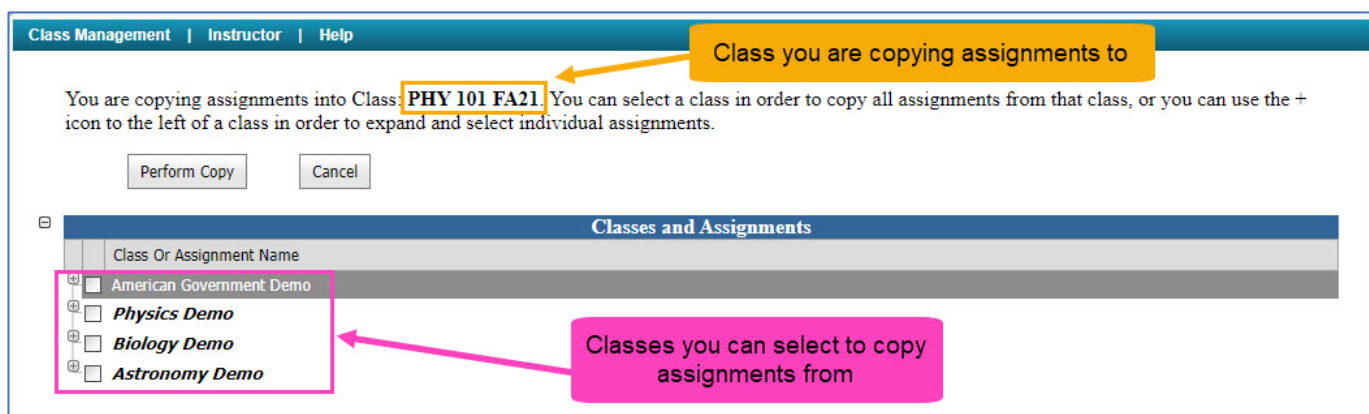 Class Management | Instructor | Help
Class you are copying assignments to
You are copying assignments into Class: PHY 101 FA21. You can select a class in order to copy all assignments from that class, or you can use the +
icon to the left of a class in order to expand and select individual assignments.
Perform Copy Cancel
Classes and Assignments
Class Or Assignment Name
American Government Demo
Physics Demo
Biology Demo
Astronomy Demo
Classes you can select to copy
assignments from